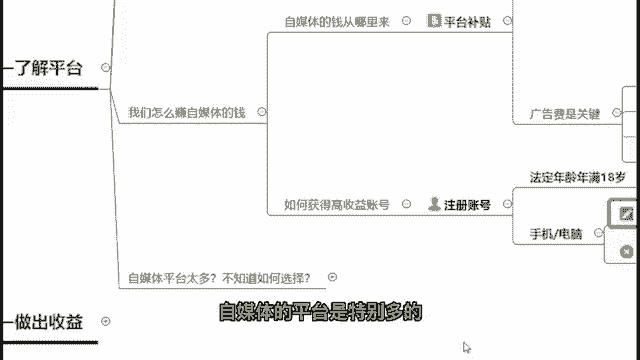 自媒体的钱从哪里来
平台补贴
一了解平台
我们怎么赚自媒体的钱
广告费是关键
法定年龄年满18岁
如何获得高收益账号
注册账号
手机/电脑
自媒体平台太多？不知道如何选择？
自媒体的平台是特别多的
一做出收益